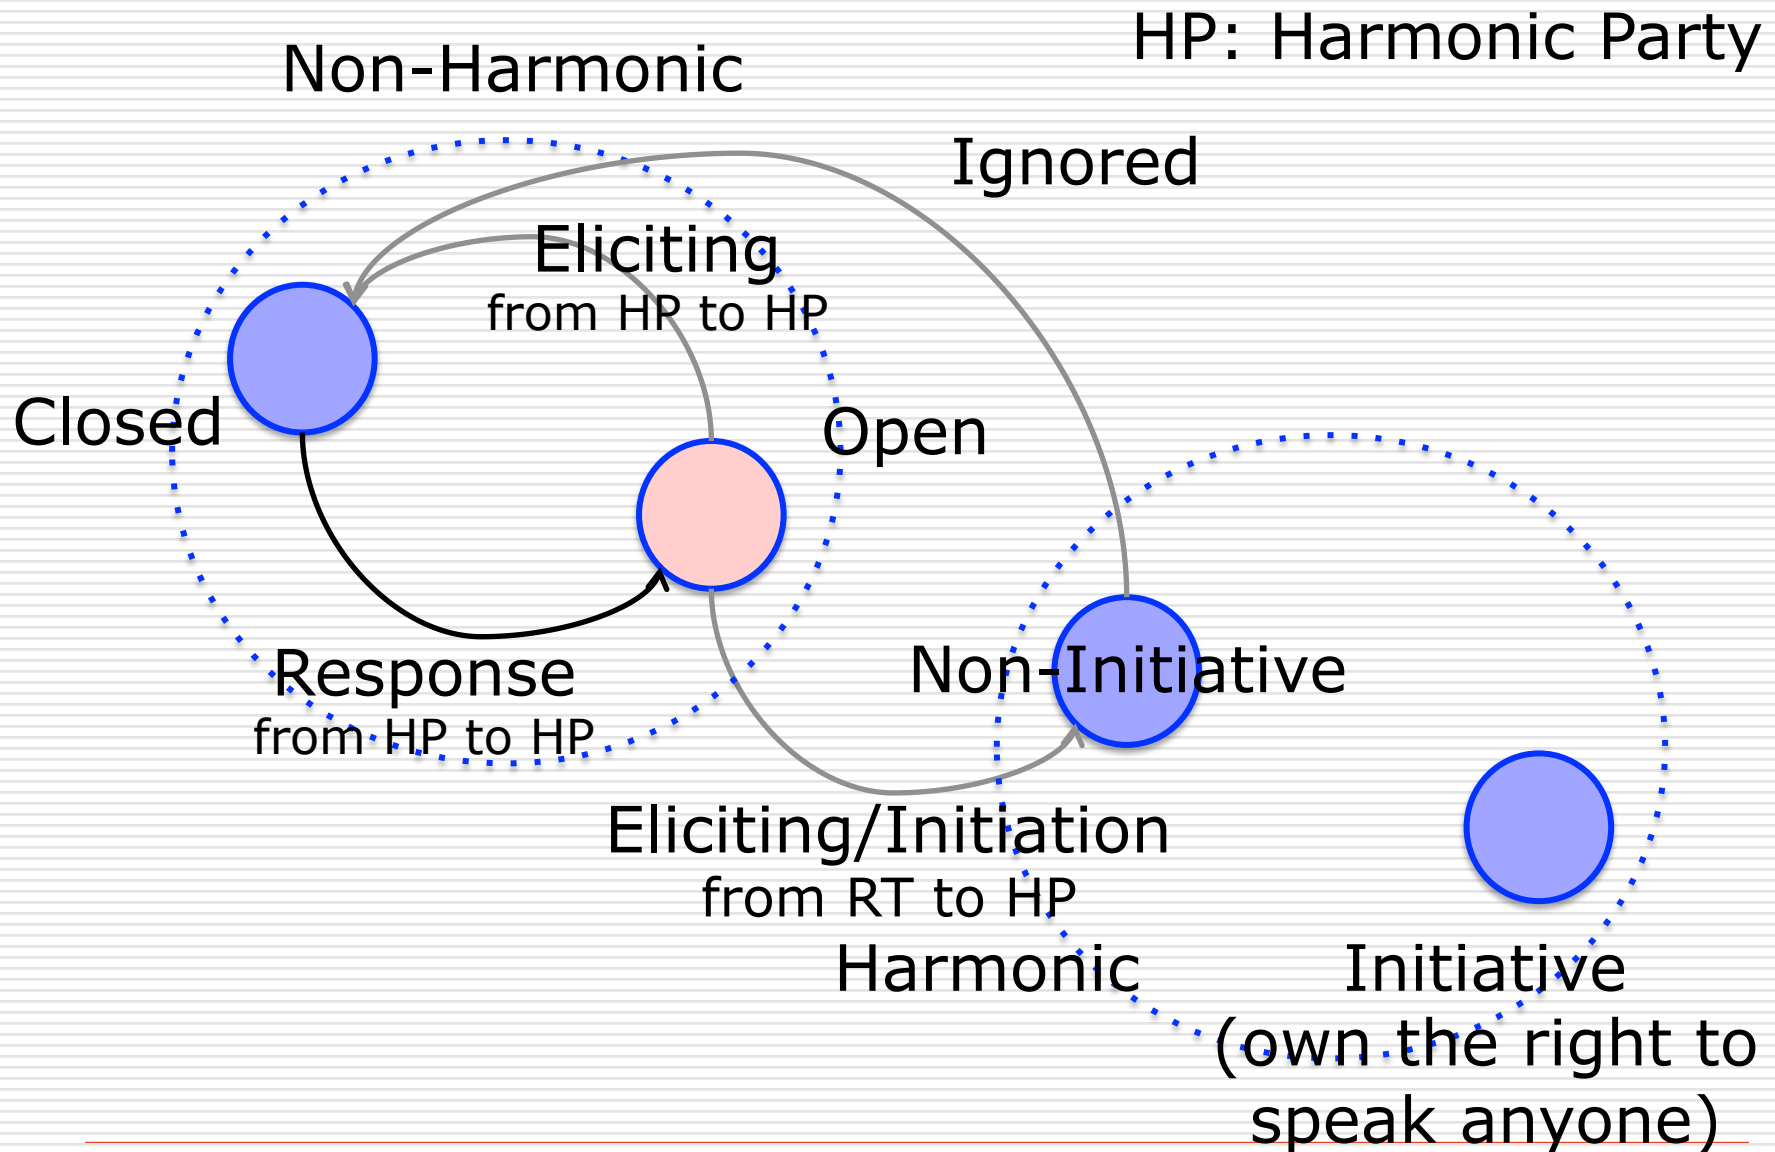 HP: Harmonic Party
Non-Harmonic
Ignored
Eliciting
from HP to HP
Closed
Open
Response
from HP to HP
Non-Initiative
Eliciting/Initiation
from RT to HP
Harmonic
Initiative
(own the right to
speak anyone)